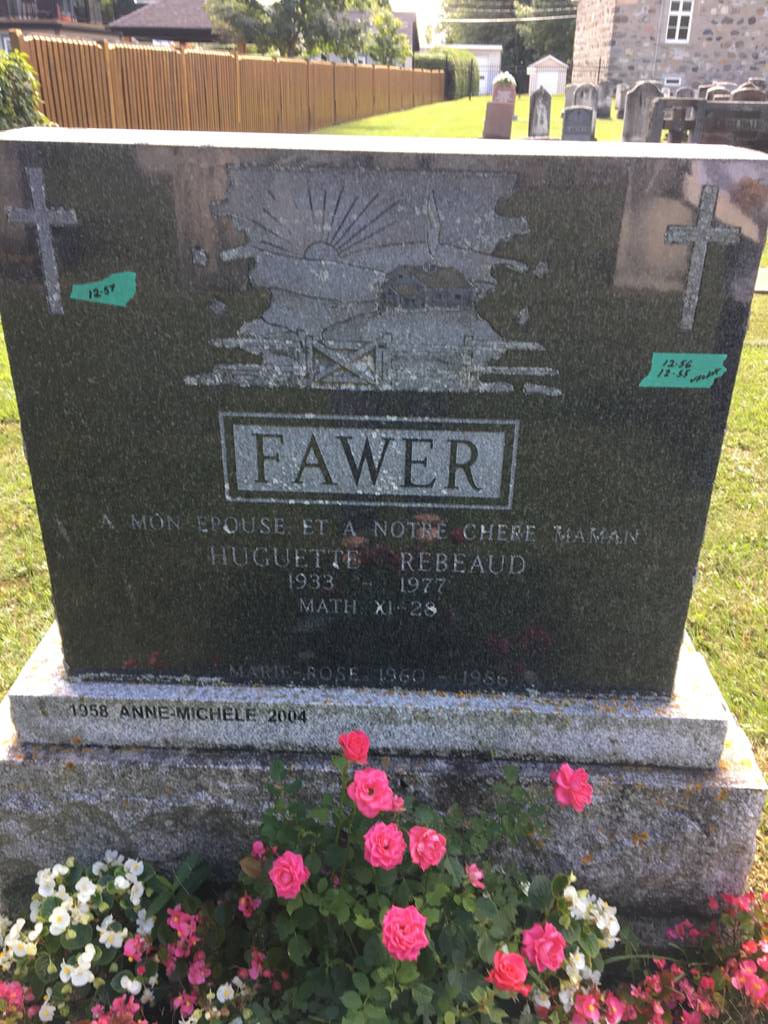 12-57
12-56
12-55
FAWER
A MON EPOUSE ET A NOTRE CHERE MAMAN
HUGUETTE REBEAUD
1933 - 1977
MATH XI-28
MARIE-ROSE 1960 - 1986
1958 ANNE-MICHELE 2004